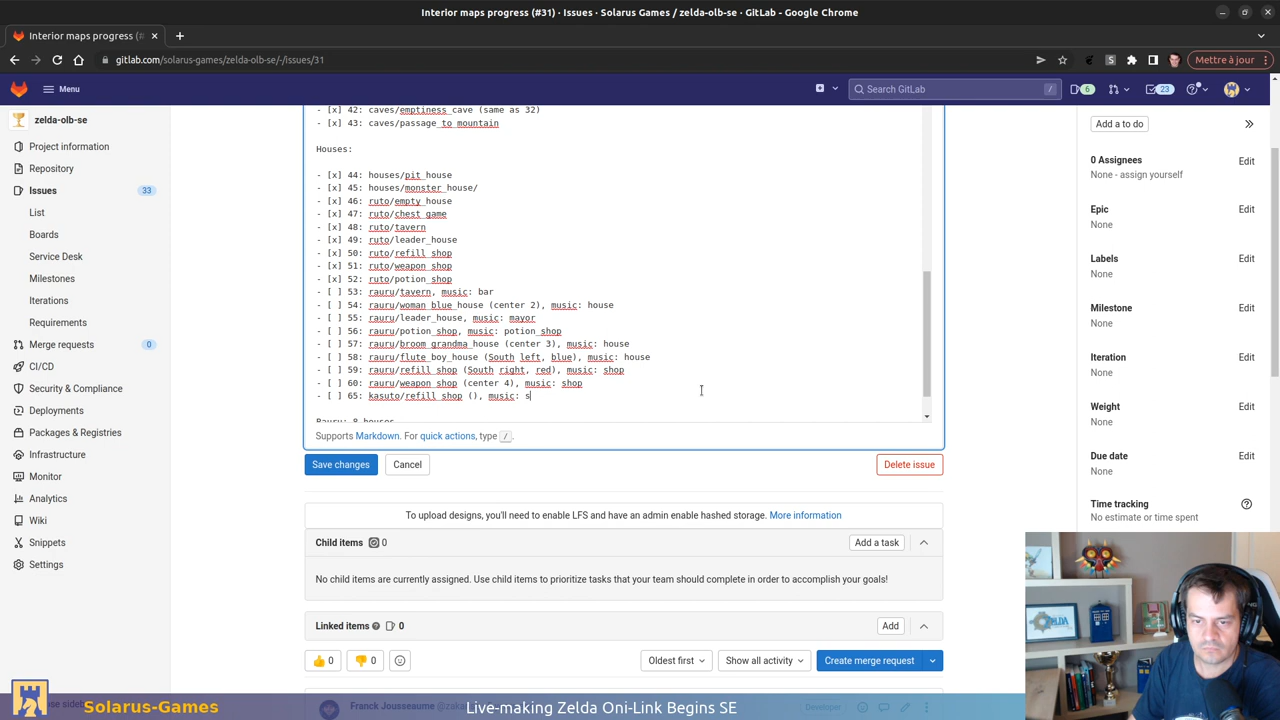 Interior maps progress (#31) · Issues · Solarus Games / zelda-olb-se · GitLab - Google Chrome
Interior maps progress (#
gitlab.com/solarus-games/zelda-olb-se/-/issues/31
Mettre à jour
Menu
Search GitLab
/
6
23
zelda-olb-se
Project information
Repository
Issues
33
List
Boards
Service Desk
Milestones
Iterations
Requirements
Merge requests
0
CI/CD
Security & Compliance
Deployments
Packages & Registries
Infrastructure
Monitor
Analytics
Wiki
Snippets
Settings
- [x] 42: caves/emptiness_cave (same as 32)
- [x] 43: caves/passage_to_mountain
Houses:
- [x] 44: houses/pit_house
- [x] 45: houses/monster_house/
- [x] 46: ruto/empty_house
- [x] 47: ruto/chest_game
- [x] 48: ruto/tavern
- [x] 49: ruto/leader_house
- [x] 50: ruto/refill_shop
- [x] 51: ruto/weapon_shop
- [x] 52: ruto/potion_shop
- [ ] 53: rauru/tavern, music: bar
- [ ] 54: rauru/woman_blue_house (center 2), music: house
- [ ] 55: rauru/leader_house, music: mayor
- [ ] 56: rauru/potion_shop, music: potion_shop
- [ ] 57: rauru/broom_grandma_house (center 3), music: house
- [ ] 58: rauru/flute_boy_house (South left, blue), music: house
- [ ] 59: rauru/refill_shop (South right, red), music: shop
- [ ] 60: rauru/weapon_shop (center 4), music: shop
- [ ] 65: kasuto/refill_shop (), music: s
Rauru: 8 houses
Supports Markdown. For quick actions, type /.
Save changes
Cancel
Delete issue
To upload designs, you'll need to enable LFS and have an admin enable hashed storage. More information
Child items
0
Add a task
No child items are currently assigned. Use child items to prioritize tasks that your team should complete in order to accomplish your goals!
Linked items
0
Add
0
0
Oldest first
Show all activity
Create merge request
Franck Jousseaume
Developer
Add a to do
0 Assignees
Edit
None - assign yourself
Epic
Edit
None
Labels
Edit
None
Milestone
Edit
None
Iteration
Edit
None
Weight
Edit
None
Due date
Edit
None
Time tracking
No estimate or time spent
Solarus-Games
Live-making Zelda Oni-Link Begins SE